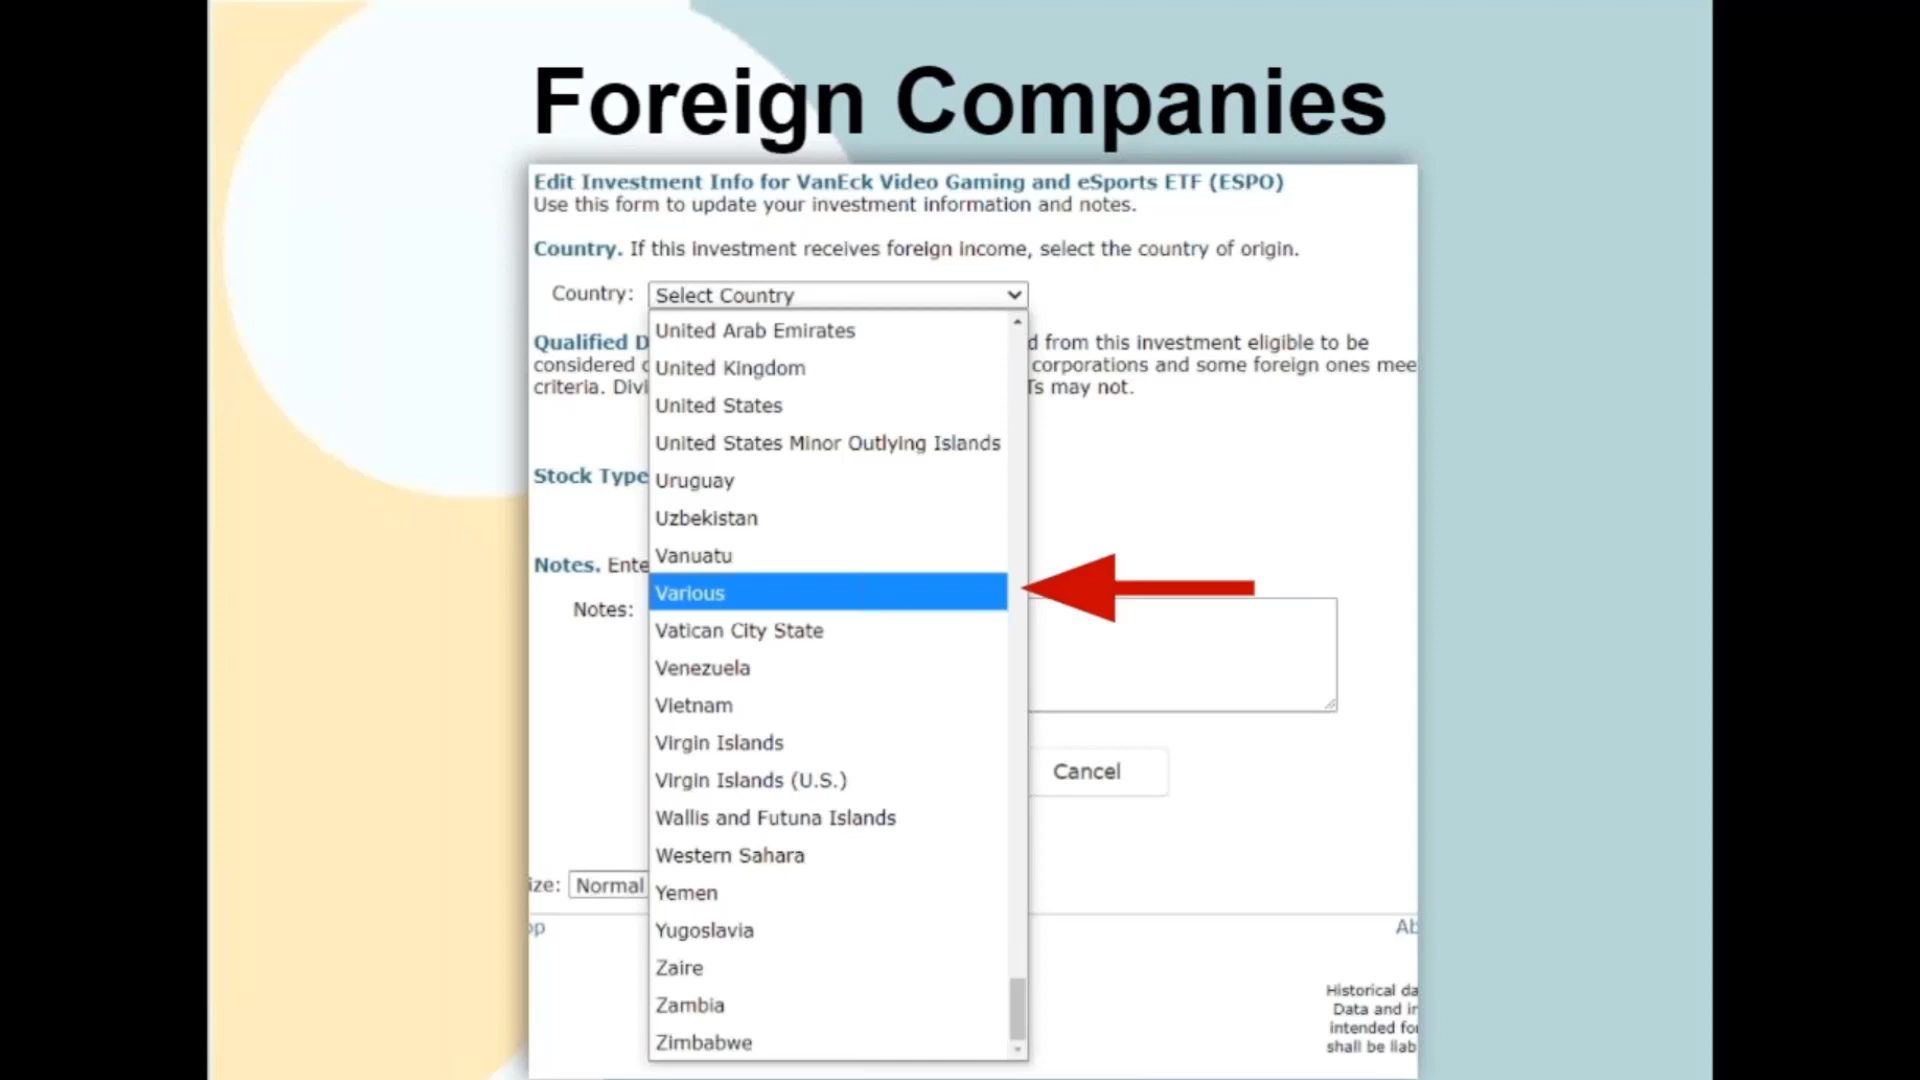 Foreign Companies
Edit Investment Info for VanEck Video Gaming and eSports ETF (ESPO)
Use this form to update your investment information and notes.
Country. If this investment receives foreign income, select the country of origin.
Country: Select Country
United Arab Emirates
Qualified D d from this investment eligible to be
considered corporations and some foreign ones mee
United Kingdom
criteria. Divi Ts may not.
United States
United States Minor Outlying Islands
Stock Type
Uruguay
Uzbekistan
Vanuatu
Notes. Ente
Various
Notes:
Vatican City State
Venezuela
Vietnam
Virgin Islands
Virgin Islands (U.S.)
Cancel
Wallis and Futuna Islands
Western Sahara
ize: Normal
Yemen
op
Yugoslavia
Ab
Zaire
Zambia
Zimbabwe
Historical da
Data and in
intended for
shall be liab